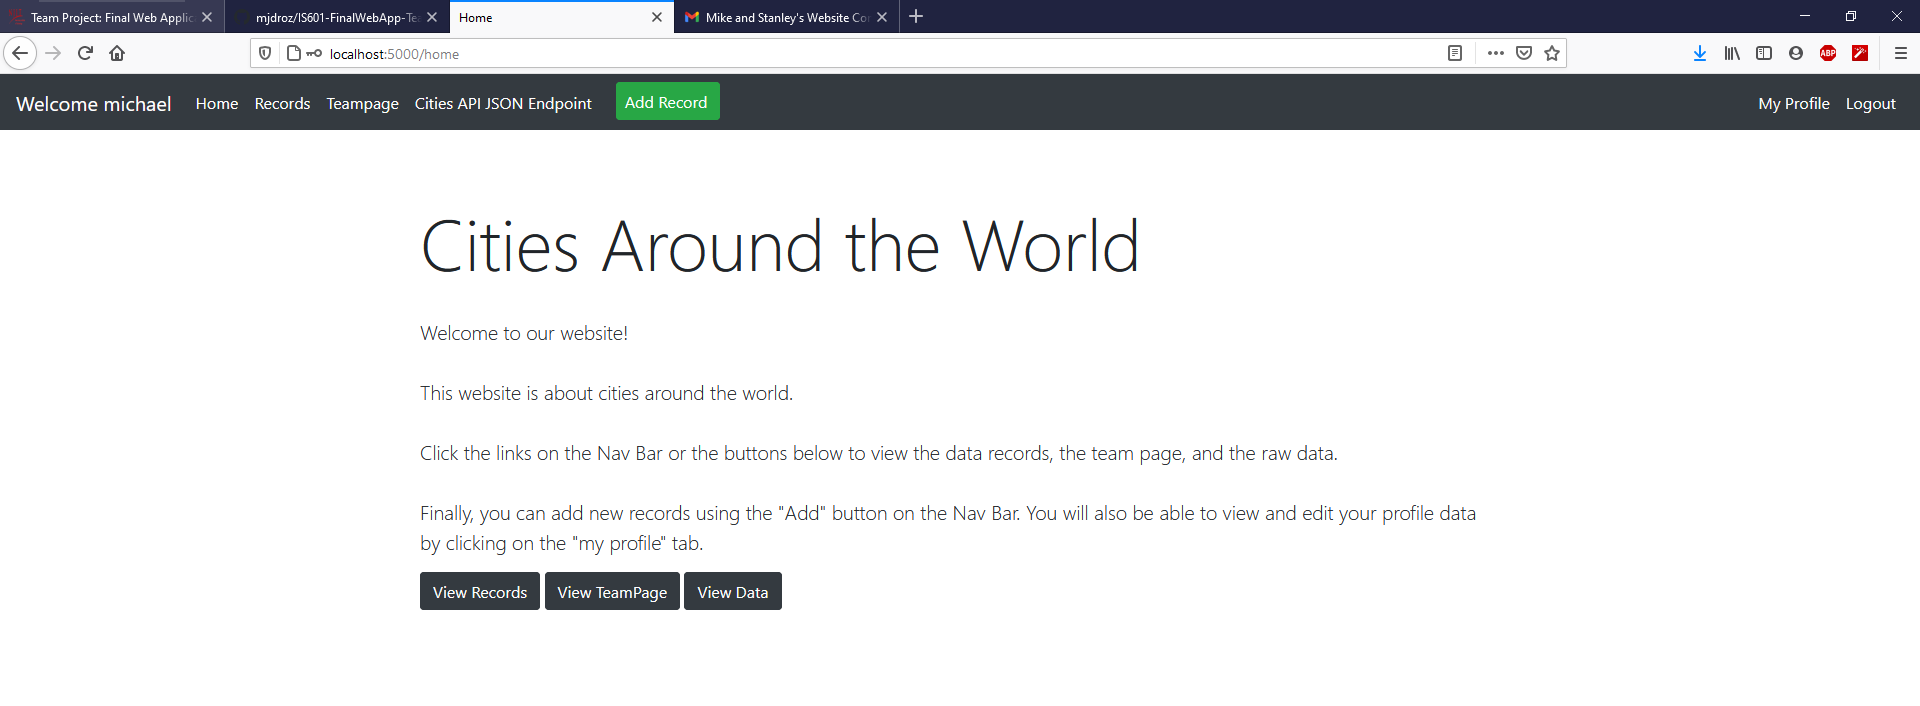 Team Project: Final Web Applic
mjdroz/IS601-FinalWebApp-Tea
Home
Mike and Stanley's Website Co
localhost:5000/home
ABP
Welcome michael
Home
Records
Teampage
Cities API JSON Endpoint
Add Record
My Profile
Logout
Cities Around the World
Welcome to our website!
This website is about cities around the world.
Click the links on the Nav Bar or the buttons below to view the data records, the team page, and the raw data.
Finally, you can add new records using the "Add" button on the Nav Bar. You will also be able to view and edit your profile data
by clicking on the "my profile" tab.
View Records
View TeamPage
View Data